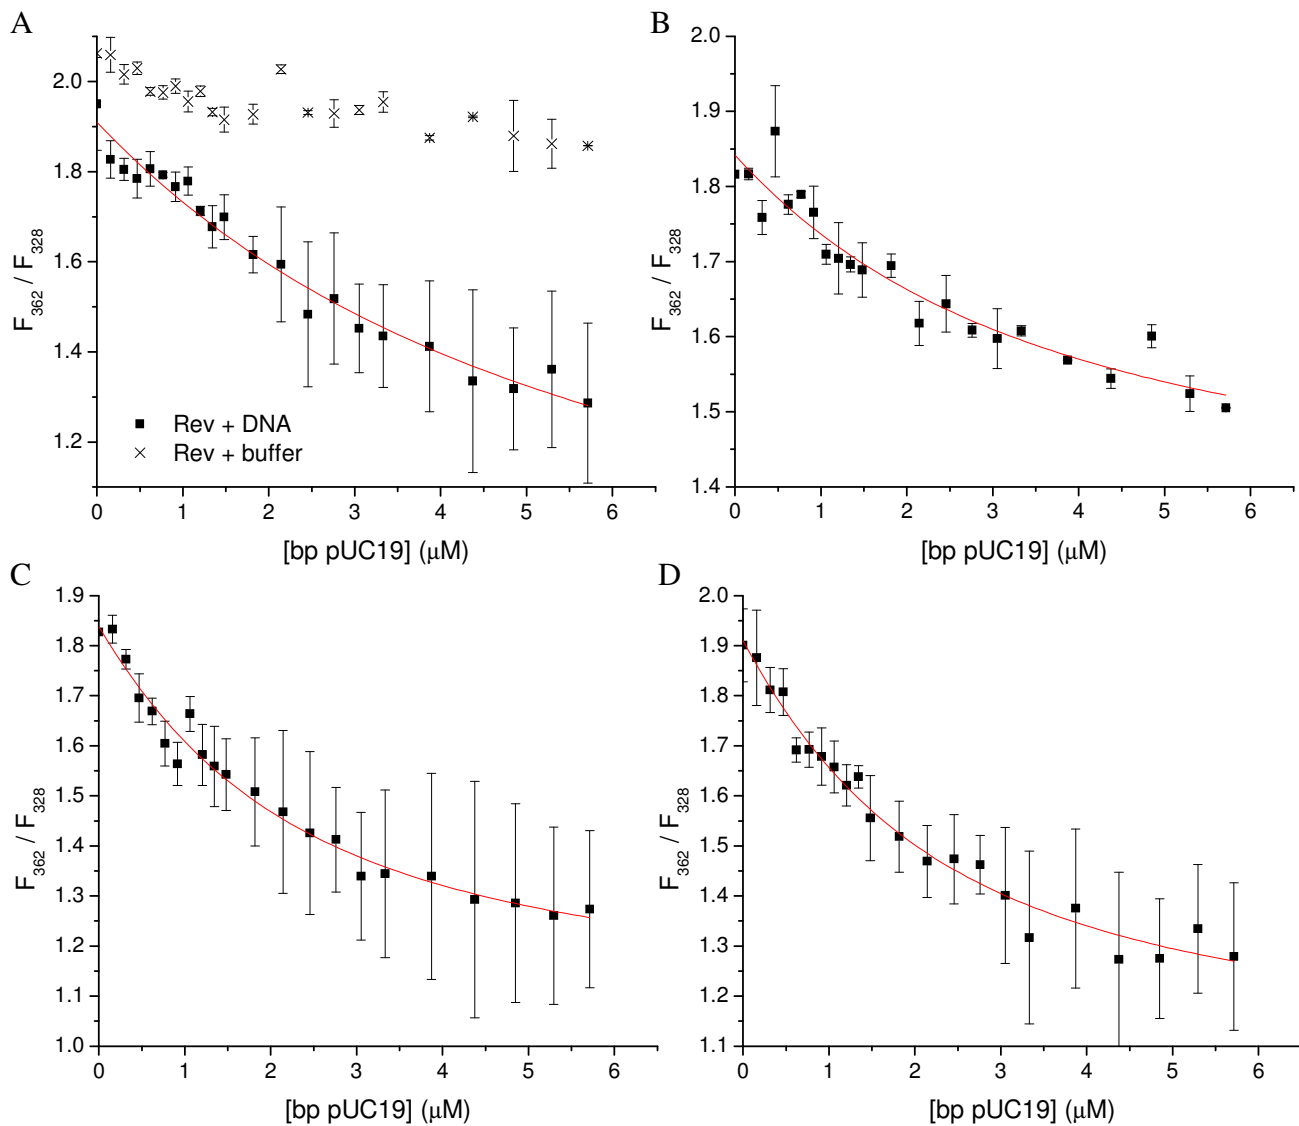 A
2.0
1.8
1.6
1.4
1.2
F362 / F328
Rev + DNA
Rev + buffer
0 1 2 3 4 5 6
[bp pUC19] (μM)
B
2.0
1.9
1.8
1.7
1.6
1.5
1.4
F362 / F328
0 1 2 3 4 5 6
[bp pUC19] (μM)
C
1.9
1.8
1.7
1.6
1.5
1.4
1.3
1.2
1.1
1.0
F362 / F328
0 1 2 3 4 5 6
[bp pUC19] (μM)
D
2.0
1.9
1.8
1.7
1.6
1.5
1.4
1.3
1.2
1.1
F362 / F328
0 1 2 3 4 5 6
[bp pUC19] (μM)